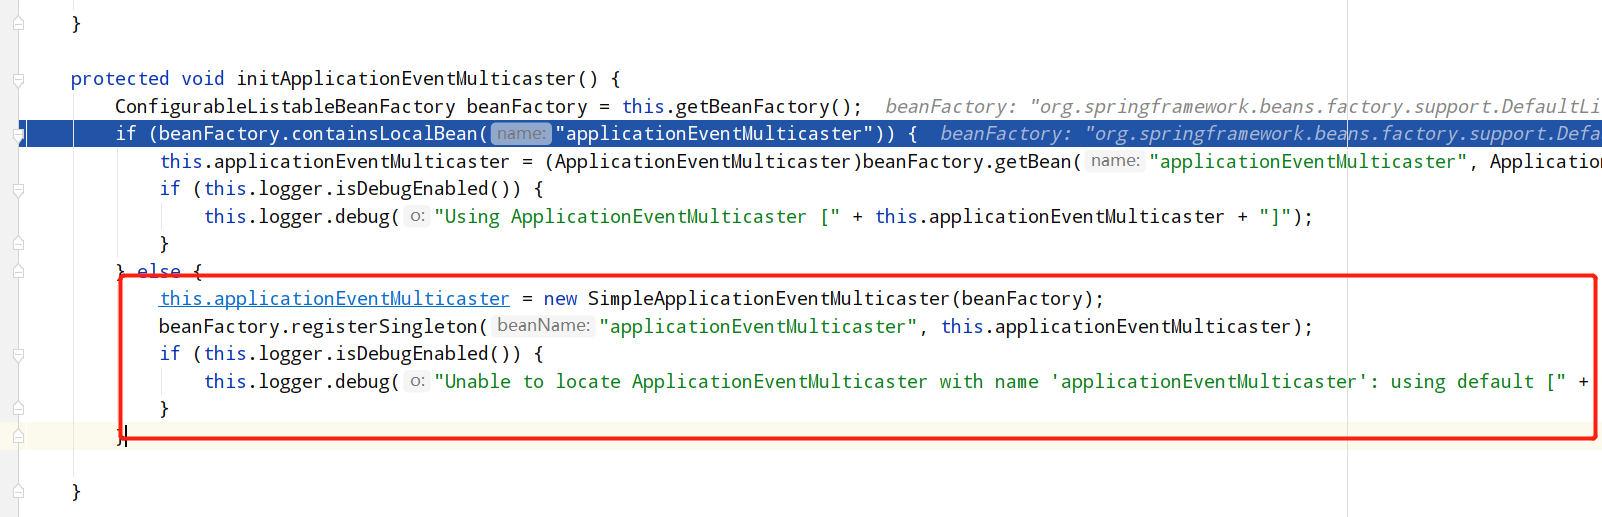 }
protected void initApplicationEventMulticaster() {
ConfigurableListableBeanFactory beanFactory = this.getBeanFactory(); beanFactory: "org.springframework.beans.factory.support.DefaultLi
if (beanFactory.containsLocalBean( name: "applicationEventMulticaster")) { beanFactory: "org.springframework.beans.factory.support.Defa
this.applicationEventMulticaster = (ApplicationEventMulticaster)beanFactory.getBean( name: "applicationEventMulticaster", Application
if (this.logger.isDebugEnabled()) {
this.logger.debug( o: "Using ApplicationEventMulticaster [" + this.applicationEventMulticaster + "]");
}
} else {
this.applicationEventMulticaster = new SimpleApplicationEventMulticaster(beanFactory);
beanFactory.registerSingleton( beanName: "applicationEventMulticaster", this.applicationEventMulticaster);
if (this.logger.isDebugEnabled()) {
this.logger.debug( o: "Unable to locate ApplicationEventMulticaster with name 'applicationEventMulticaster': using default [" +
}
}
}